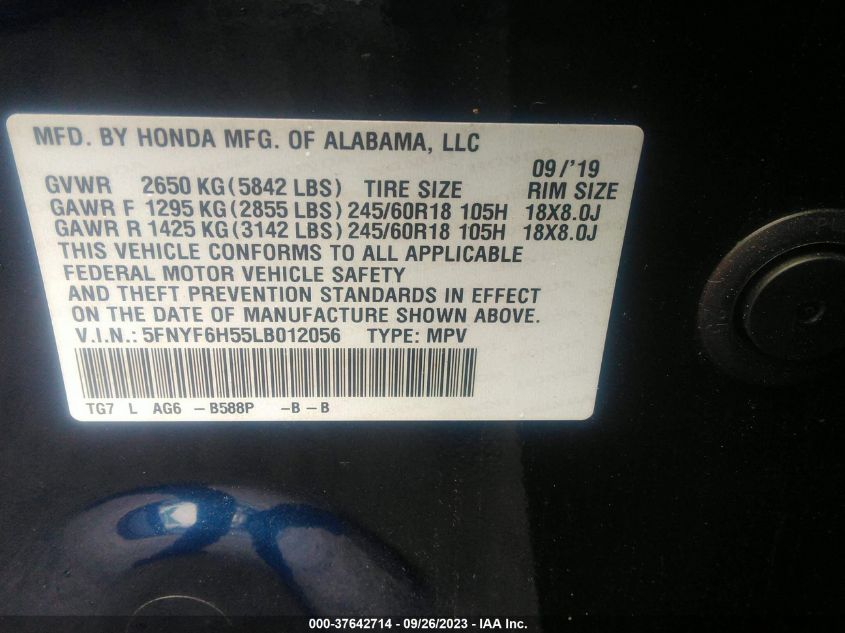 MFD. BY HONDA MFG. OF ALABAMA, LLC
09/'19
GVWR 2650 KG(5842 LBS) TIRE SIZE RIM SIZE
GAWR F 1295 KG(2855 LBS)245/60R18 105H 18X8.0J
GAWR R 1425 KG(3142 LBS)245/60R18 105H 18X8.0J
THIS VEHICLE CONFORMS TO ALL APPLICABLE
FEDERAL MOTOR VEHICLE SAFETY
AND THEFT PREVENTION STANDARDS IN EFFECT
ON THE DATE OF MANUFACTURE SHOWN ABOVE.
V.I.N.: 5FNYF6H55LB012056 TYPE: MPV
TG7 L AG6 - B588P -B - B
000-37642714 - 09/26/2023 - IAA Inc.